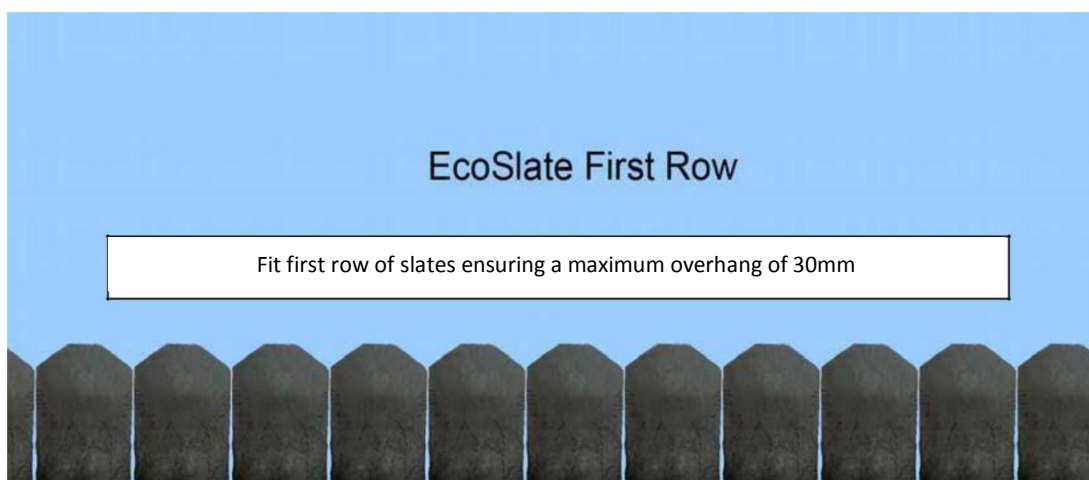 EcoSlate First Row
Fit first row of slates ensuring a maximum overhang of 30mm